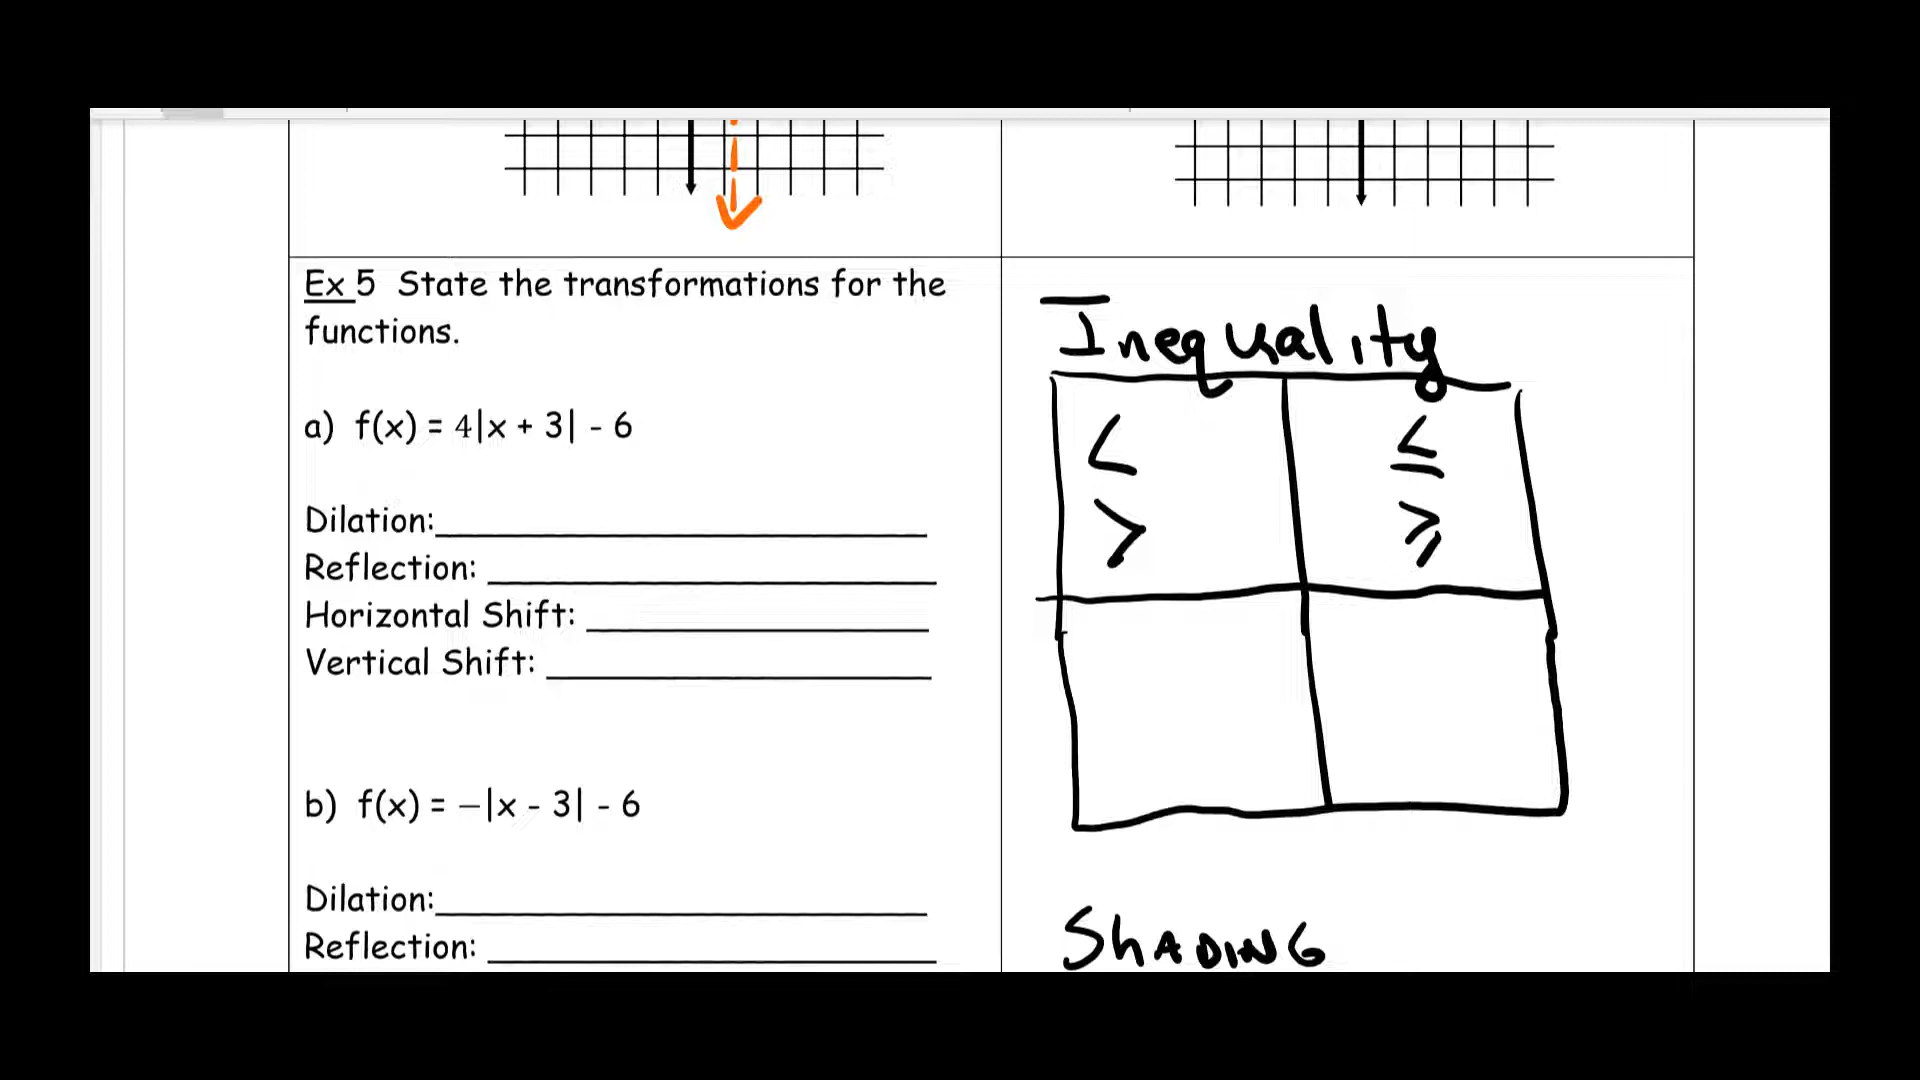 Ex 5 State the transformations for the
functions.
a) f(x) = 4|x + 3| - 6
Dilation:
Reflection:
Horizontal Shift:
Vertical Shift:
b) f(x) = −|x - 3| - 6
Dilation:
Reflection:
Inequality
< ≤
> ≥
SHADING